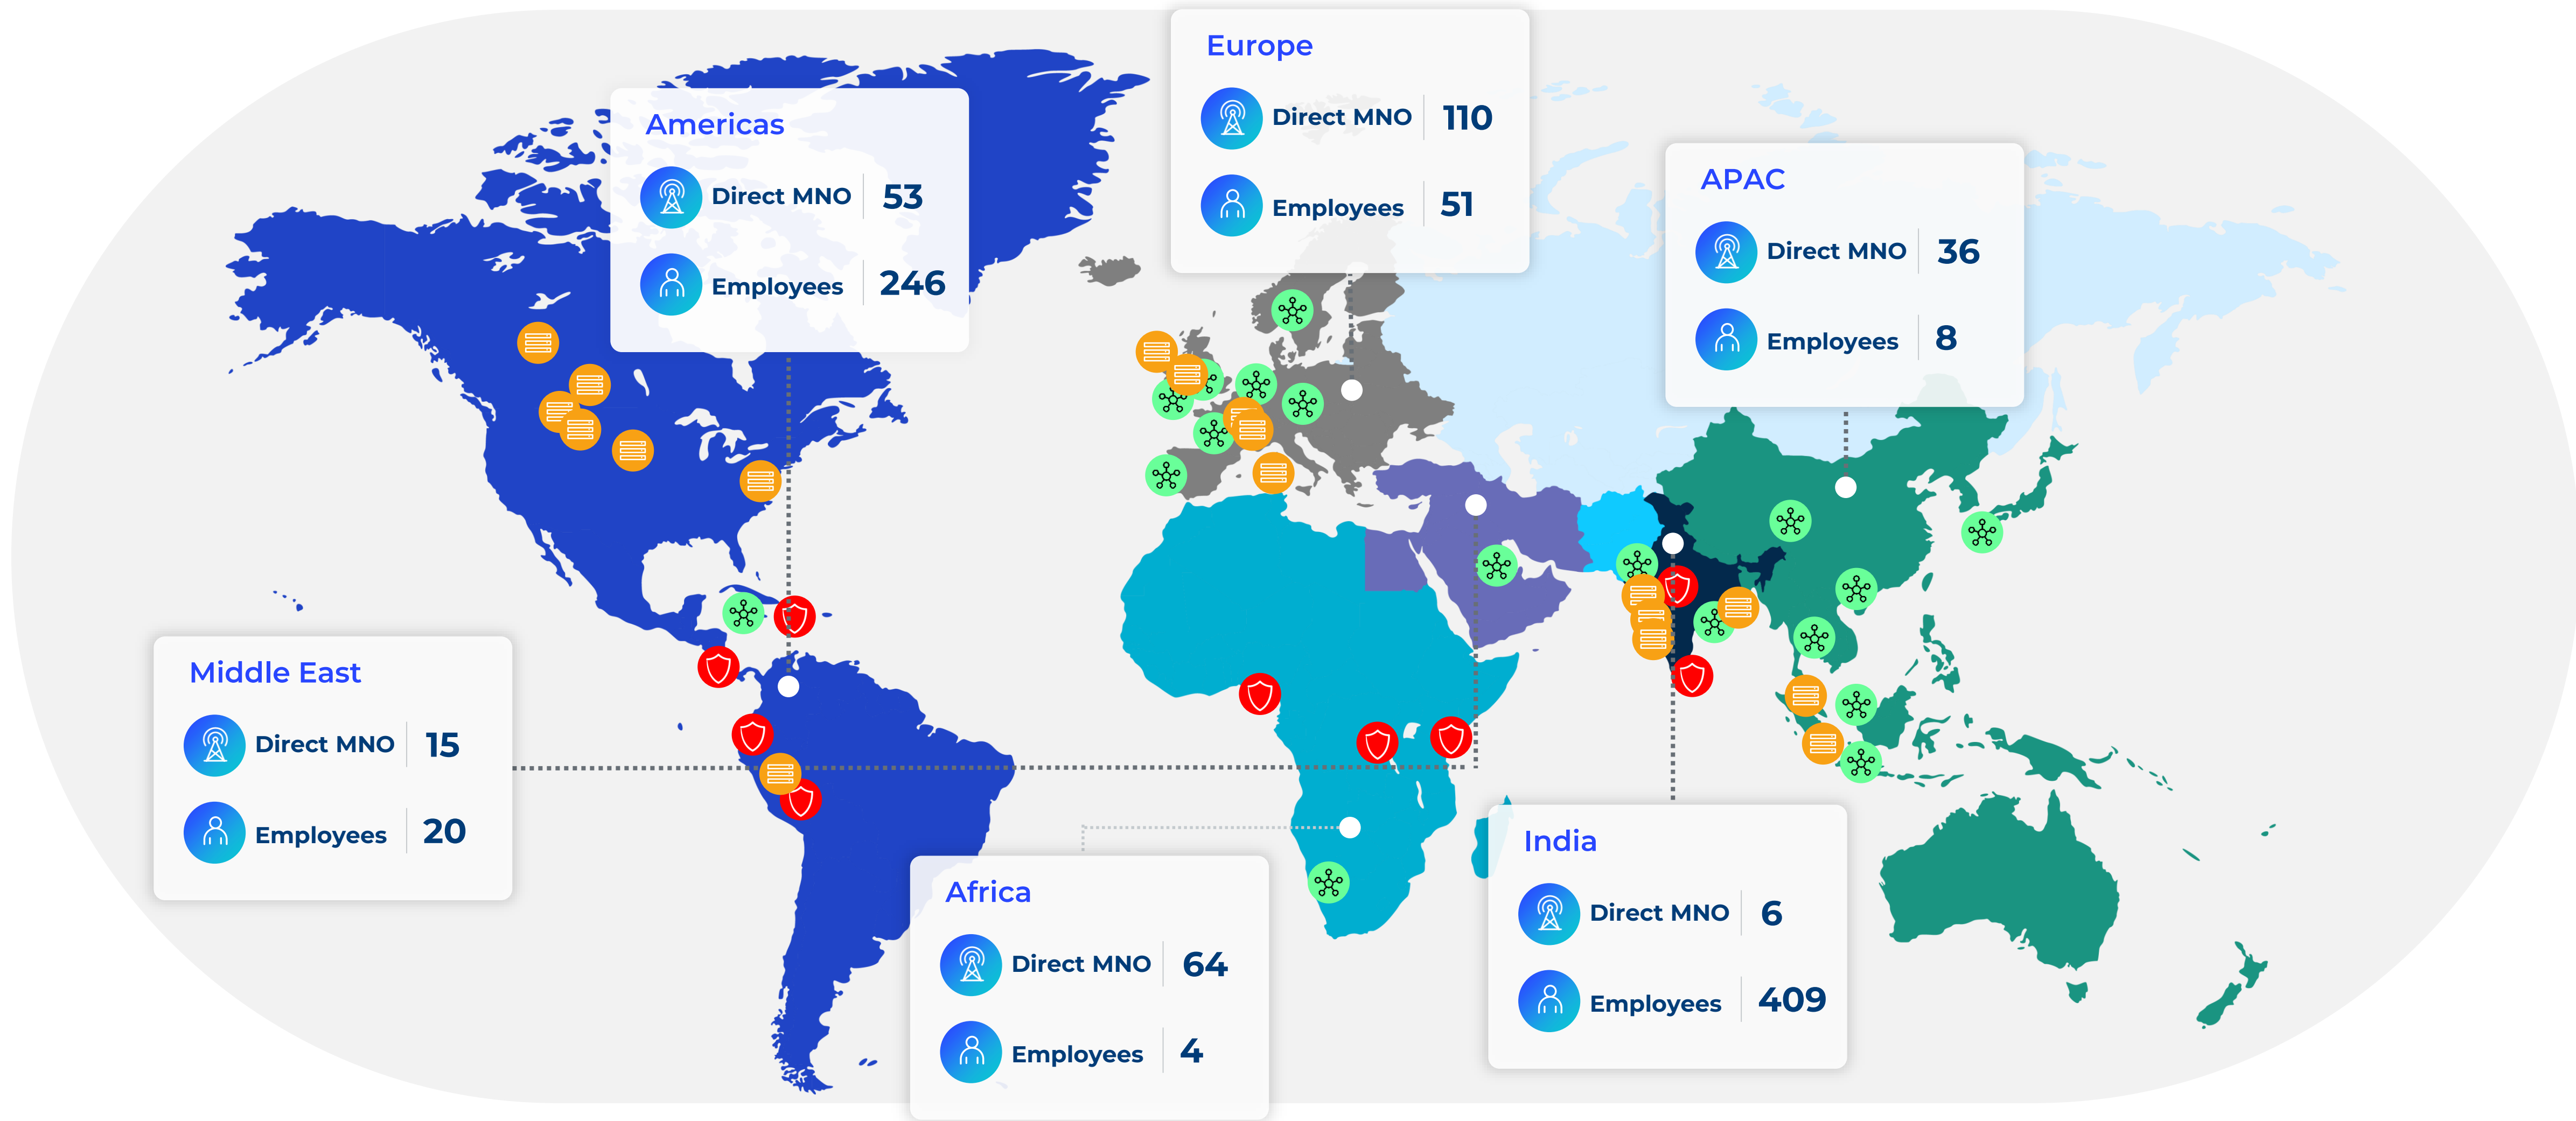 Europe
Direct MNO 110
Employees 51
Americas
Direct MNO 53
Employees 246
APAC
Direct MNO 36
Employees 8
Middle East
Direct MNO 15
Employees 20
Africa
Direct MNO 64
Employees 4
India
Direct MNO 6
Employees 409